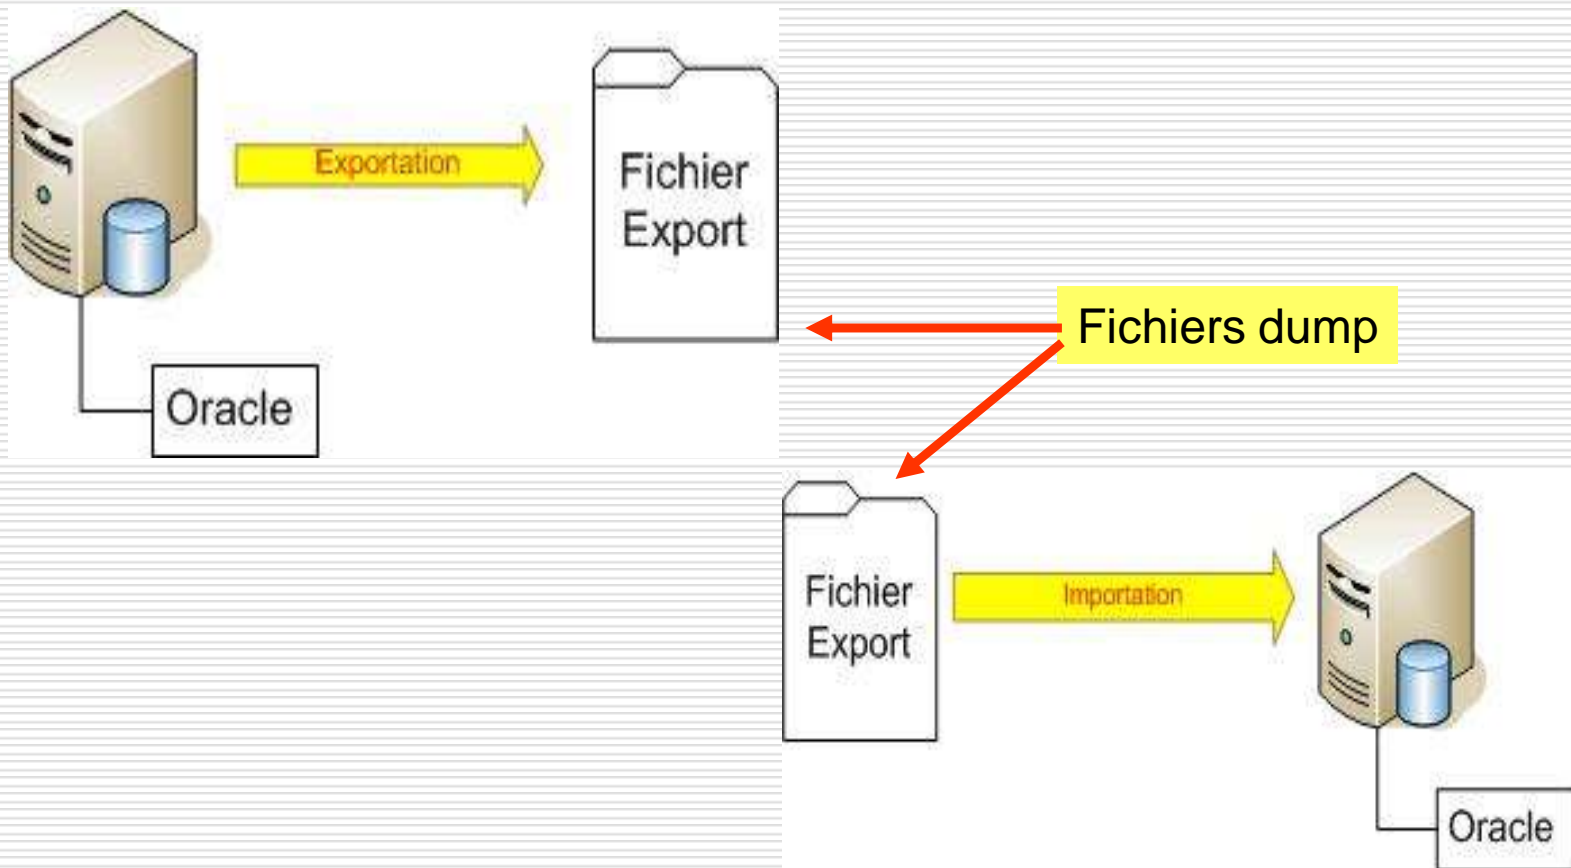 Exportation
Fichier
Export
Oracle
Fichiers dump
Fichier
Export
Importation
Oracle